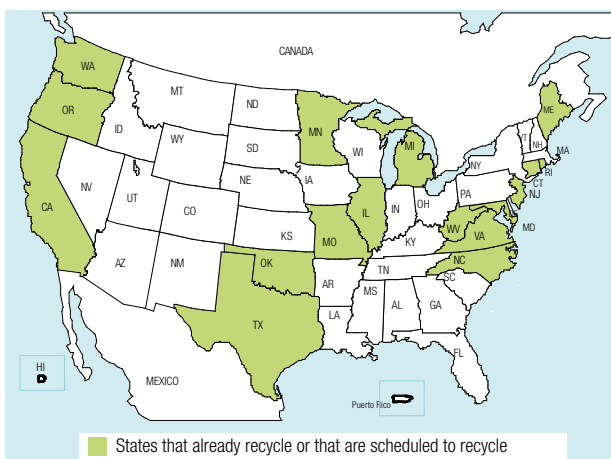 CANADA
WA
MT
ND
MN
ME
OR
ID
WY
SD
WI
MI
VT
NH
MA
NY
RI
CT
NJ
NV
UT
NE
IA
PA
CA
CO
IL
IN
OH
WV
VA
MD
KS
MO
KY
NC
AZ
NM
OK
AR
TN
SC
MS
AL
GA
TX
LA
FL
HI
MEXICO
Puerto Rico
States that already recycle or that are scheduled to recycle